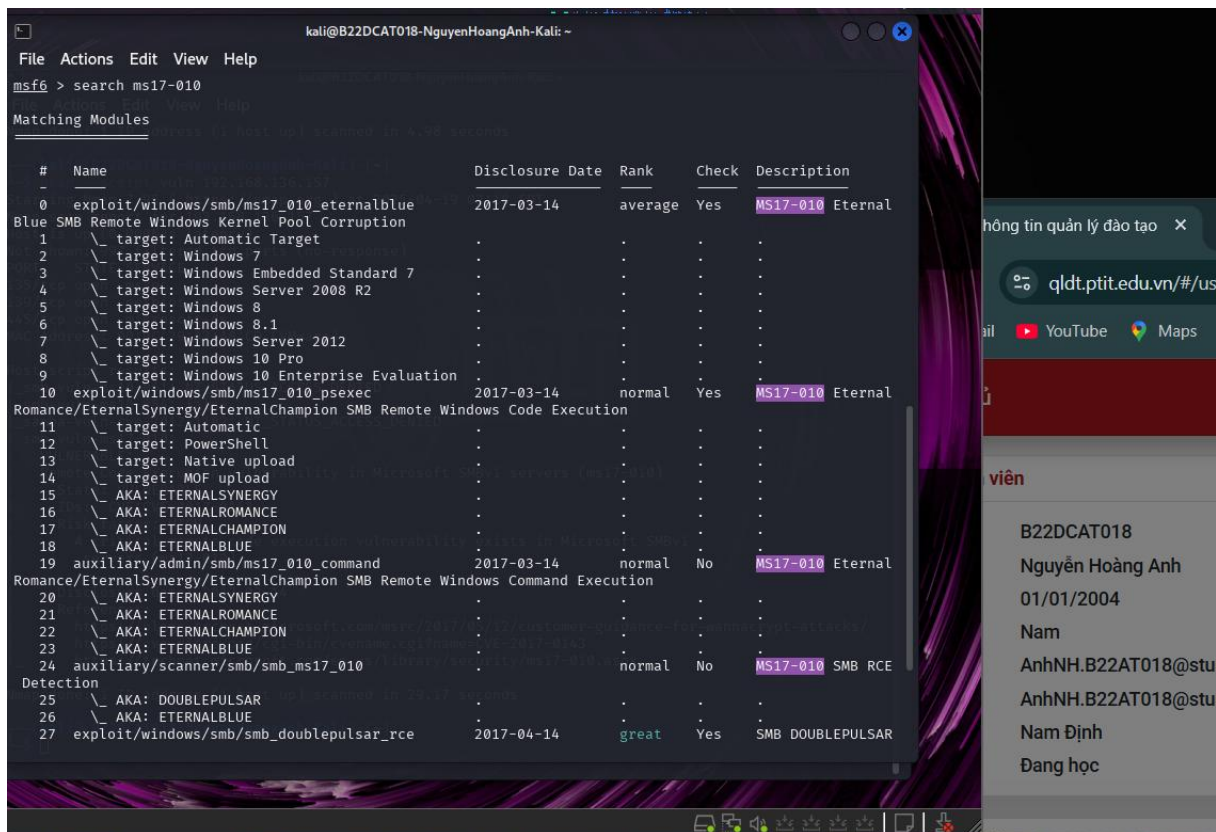 kali@B22DCAT018-NguyenHoangAnh-Kali: ~
File Actions Edit View Help
msf6 > search ms17-010
Matching Modules
# Name Disclosure Date Rank Check Description
- ---- --------------- ---- ----- -----------
0 exploit/windows/smb/ms17_010_eternalblue 2017-03-14 average Yes MS17-010 Eternal
Blue SMB Remote Windows Kernel Pool Corruption
1 \_ target: Automatic Target . . . .
2 \_ target: Windows 7 . . . .
3 \_ target: Windows Embedded Standard 7 . . . .
4 \_ target: Windows Server 2008 R2 . . . .
5 \_ target: Windows 8 . . . .
6 \_ target: Windows 8.1 . . . .
7 \_ target: Windows Server 2012 . . . .
8 \_ target: Windows 10 Pro . . . .
9 \_ target: Windows 10 Enterprise Evaluation . . . .
10 exploit/windows/smb/ms17_010_psexec 2017-03-14 normal Yes MS17-010 Eternal
Romance/EternalSynergy/EternalChampion SMB Remote Windows Code Execution
11 \_ target: Automatic . . . .
12 \_ target: PowerShell . . . .
13 \_ target: Native upload . . . .
14 \_ target: MOF upload . . . .
15 \_ AKA: ETERNALSYNERGY . . . .
16 \_ AKA: ETERNALROMANCE . . . .
17 \_ AKA: ETERNALCHAMPION . . . .
18 \_ AKA: ETERNALBLUE . . . .
19 auxiliary/admin/smb/ms17_010_command 2017-03-14 normal No MS17-010 Eternal
Romance/EternalSynergy/EternalChampion SMB Remote Windows Command Execution
20 \_ AKA: ETERNALSYNERGY . . . .
21 \_ AKA: ETERNALROMANCE . . . .
22 \_ AKA: ETERNALCHAMPION . . . .
23 \_ AKA: ETERNALBLUE . . . .
24 auxiliary/scanner/smb/smb_ms17_010 . normal No MS17-010 SMB RCE
Detection
25 \_ AKA: DOUBLEPULSAR . . . .
26 \_ AKA: ETERNALBLUE . . . .
27 exploit/windows/smb/smb_doublepulsar_rce 2017-04-14 great Yes SMB DOUBLEPULSAR
hông tin quản lý đào tạo
qldt.ptit.edu.vn/#/us
ail YouTube Maps
ủ
viên
B22DCAT018
Nguyễn Hoàng Anh
01/01/2004
Nam
AnhNH.B22AT018@stu
AnhNH.B22AT018@stu
Nam Định
Đang học